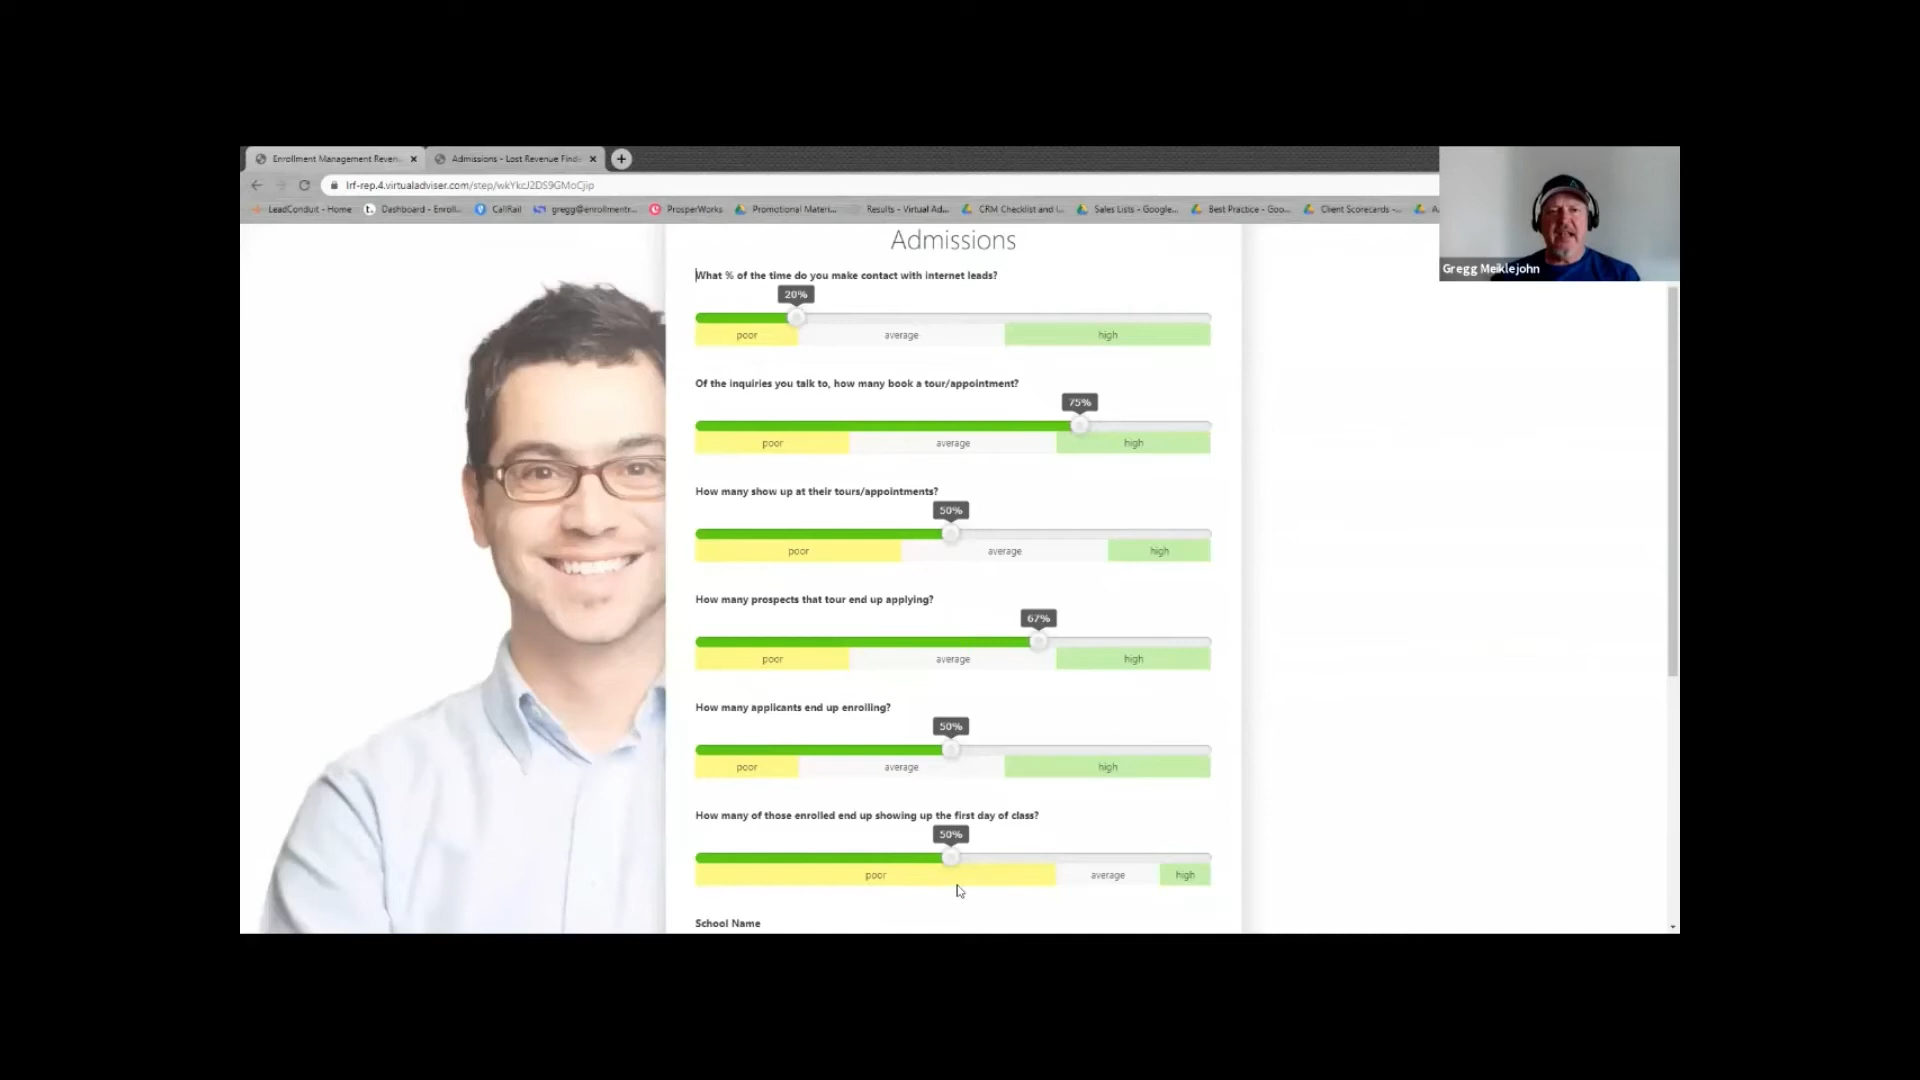 Enrollment Management Reven
Admissions - Lost Revenue Finde
lrf-rep.4.virtualadviser.com/step/wkYkcJ2DS9GMoCjip
LeadConduit - Home
Dashboard - Enroll...
CallRail
gregg@enrollmentr...
ProsperWorks
Promotional Materi...
Results - Virtual Ad...
CRM Checklist and I...
Sales Lists - Google...
Best Practice - Goo...
Client Scorecards -...
Gregg Meiklejohn
Admissions
What % of the time do you make contact with internet leads?
20%
poor average high
Of the inquiries you talk to, how many book a tour/appointment?
75%
poor average high
How many show up at their tours/appointments?
50%
poor average high
How many prospects that tour end up applying?
67%
poor average high
How many applicants end up enrolling?
50%
poor average high
How many of those enrolled end up showing up the first day of class?
50%
poor average high
School Name